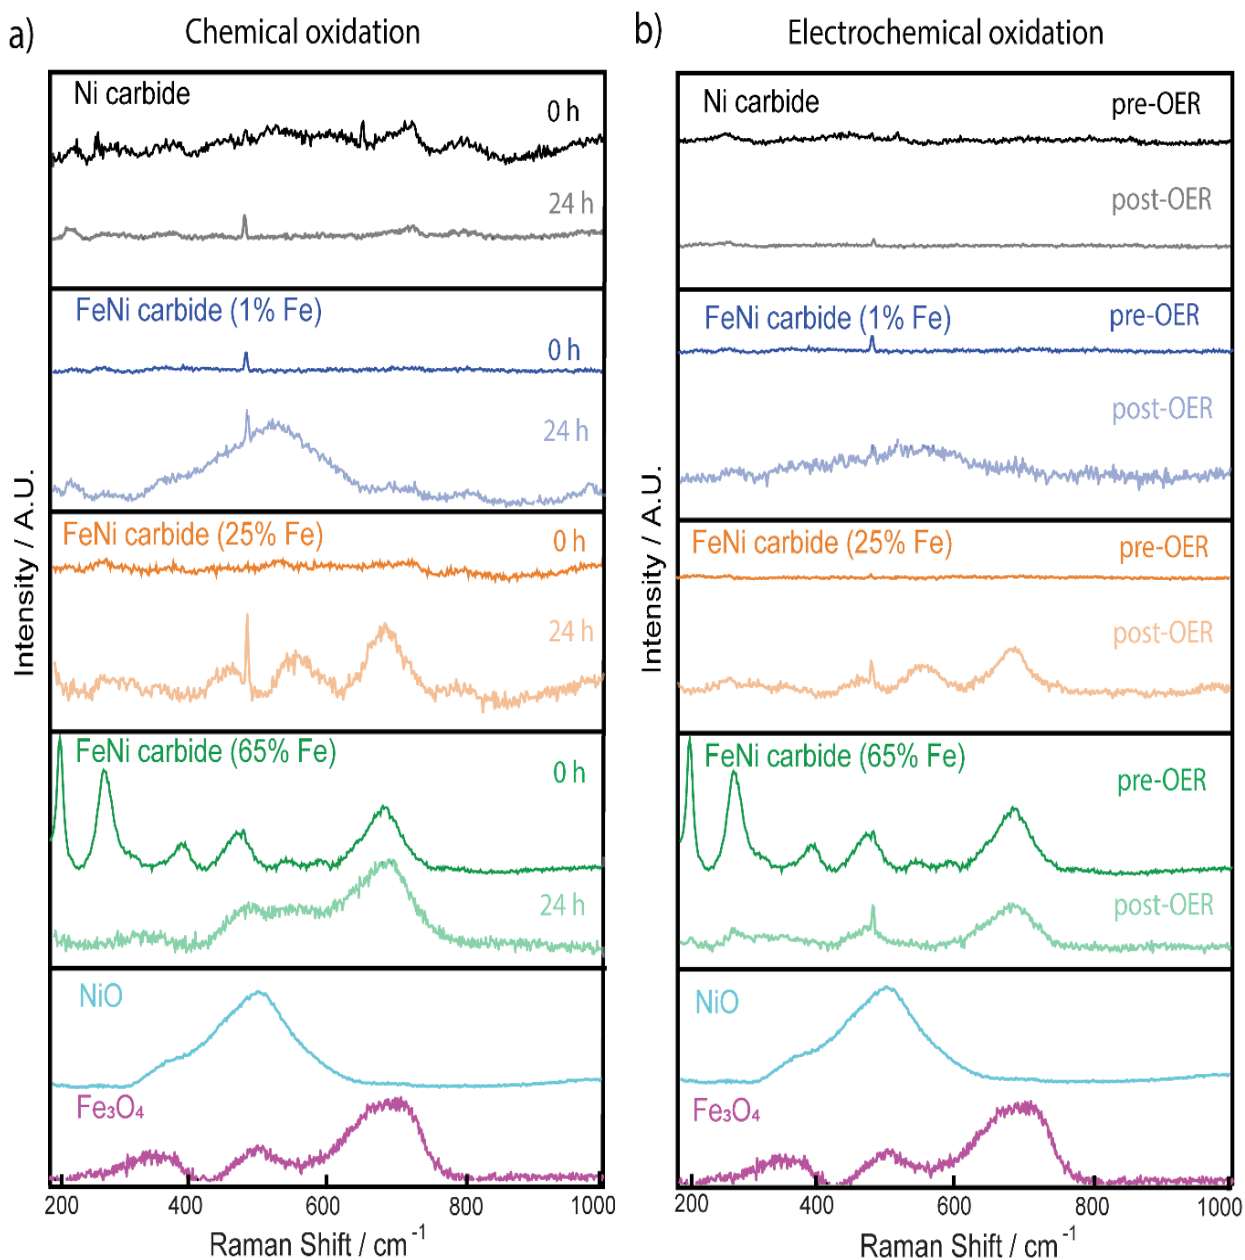 a) Chemical oxidation
Ni carbide
0 h
24 h
FeNi carbide (1% Fe)
0 h
24 h
FeNi carbide (25% Fe)
0 h
24 h
FeNi carbide (65% Fe)
0 h
24 h
NiO
Fe₃O₄
Intensity / A.U.
200 400 600 800 1000
Raman Shift / cm⁻¹
b) Electrochemical oxidation
Ni carbide
pre-OER
post-OER
FeNi carbide (1% Fe)
pre-OER
post-OER
FeNi carbide (25% Fe)
pre-OER
post-OER
FeNi carbide (65% Fe)
pre-OER
post-OER
NiO
Fe₃O₄
Intensity / A.U.
200 400 600 800 1000
Raman Shift / cm⁻¹